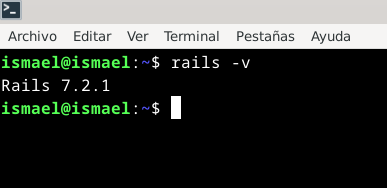 Archivo Editar Ver Terminal Pestañas Ayuda
ismael@ismael:~$ rails -v
Rails 7.2.1
ismael@ismael:~$